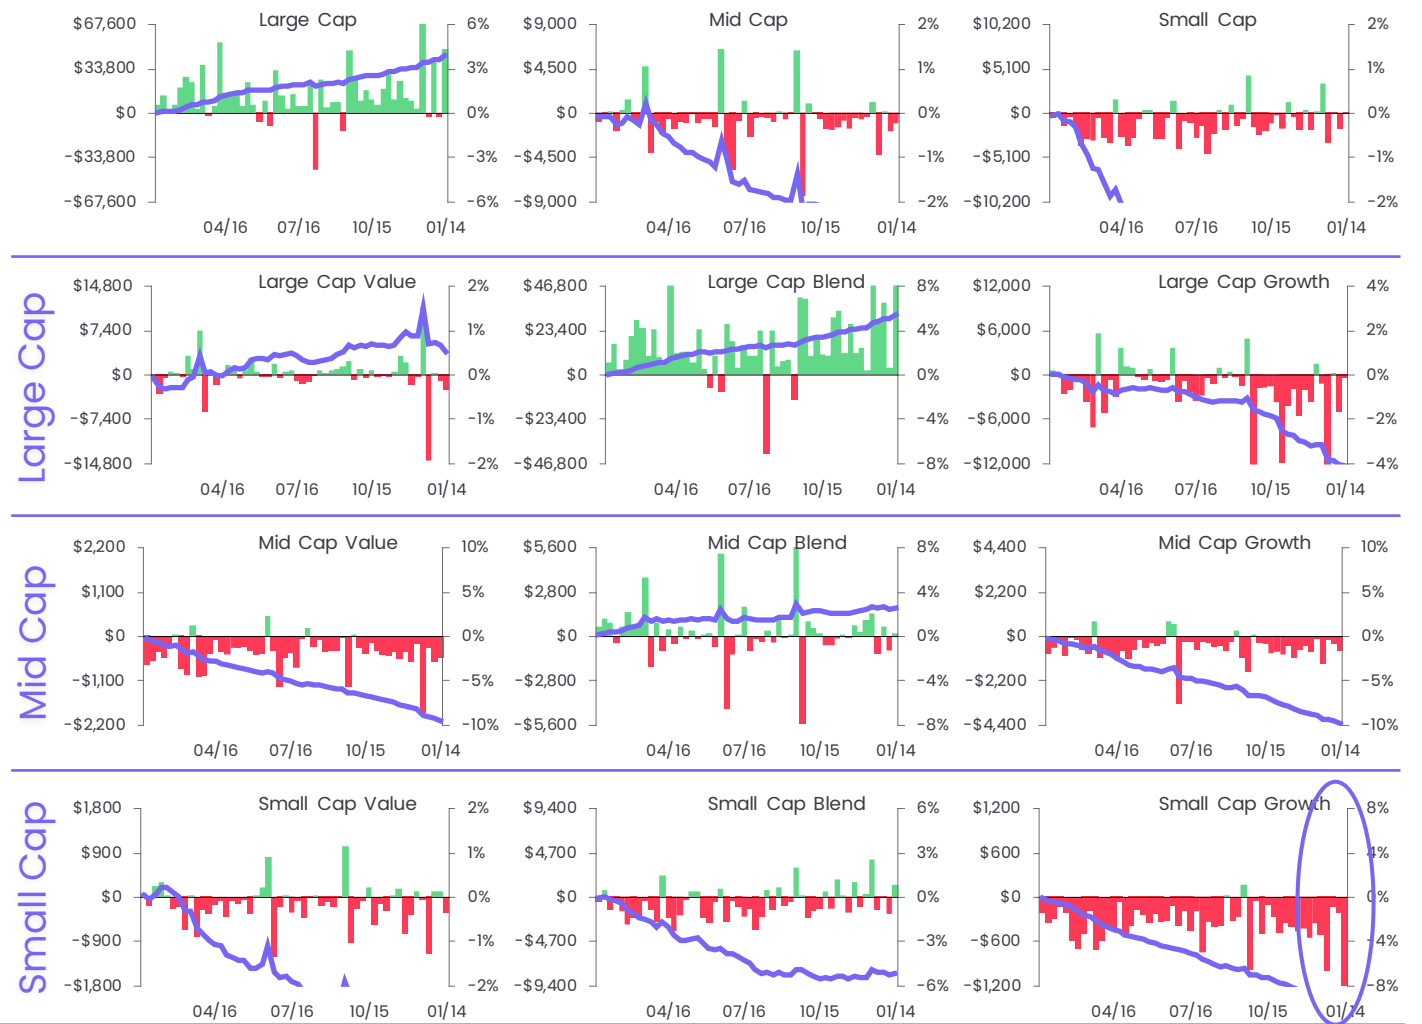 Large Cap Mid Cap Small Cap
$67,600 6% $9,000 2% $10,200 2%
$33,800 3% $4,500 1% $5,100 1%
$0 0% $0 0% $0 0%
-$33,800 -3% -$4,500 -1% -$5,100 -1%
-$67,600 -6% -$9,000 -2% -$10,200 -2%
04/16 07/16 10/15 01/14 04/16 07/16 10/15 01/14 04/16 07/16 10/15 01/14
Large Cap
Large Cap Value Large Cap Blend Large Cap Growth
$14,800 2% $46,800 8% $12,000 4%
$7,400 1% $23,400 4% $6,000 2%
$0 0% $0 0% $0 0%
-$7,400 -1% -$23,400 -4% -$6,000 -2%
-$14,800 -2% -$46,800 -8% -$12,000 -4%
04/16 07/16 10/15 01/14 04/16 07/16 10/15 01/14 04/16 07/16 10/15 01/14
Mid Cap
Mid Cap Value Mid Cap Blend Mid Cap Growth
$2,200 10% $5,600 8% $4,400 10%
$1,100 5% $2,800 4% $2,200 5%
$0 0% $0 0% $0 0%
-$1,100 -5% -$2,800 -4% -$2,200 -5%
-$2,200 -10% -$5,600 -8% -$4,400 -10%
04/16 07/16 10/15 01/14 04/16 07/16 10/15 01/14 04/16 07/16 10/15 01/14
Small Cap
Small Cap Value Small Cap Blend Small Cap Growth
$1,800 2% $9,400 6% $1,200 8%
$900 1% $4,700 3% $600 4%
$0 0% $0 0% $0 0%
-$900 -1% -$4,700 -3% -$600 -4%
-$1,800 -2% -$9,400 -6% -$1,200 -8%
04/16 07/16 10/15 01/14 04/16 07/16 10/15 01/14 04/16 07/16 10/15 01/14